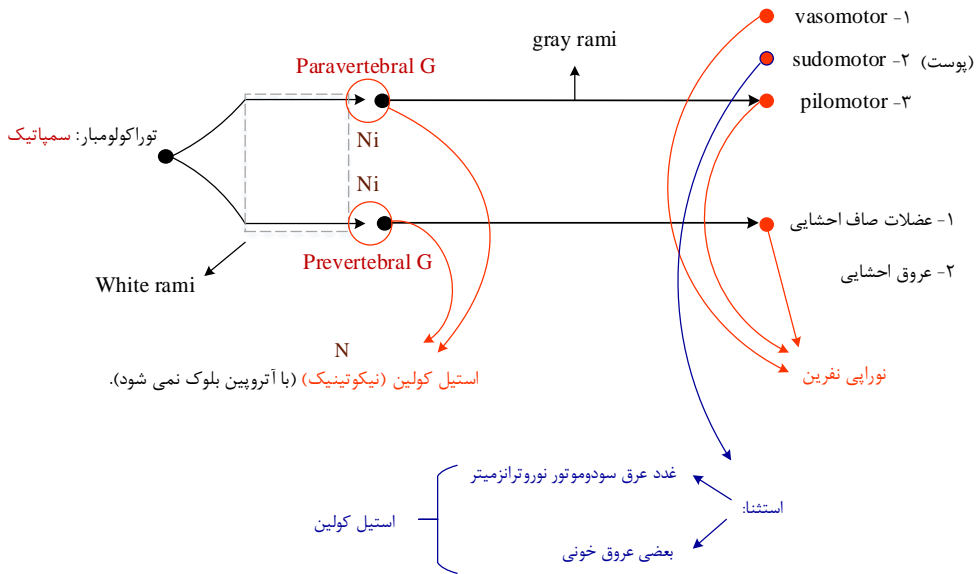 vasomotor -۱
gray rami
sudomotor -۲ (پوست)
Paravertebral G
pilomotor -۳
توراکولومبار: سمپاتیک
Ni
Ni
۱- عضلات صاف احشایی
Prevertebral G
۲- عروق احشایی
White rami
N
استیل کولین (نیکوتینیک) (با آتروپین بلوک نمی شود).
نوراپی نفرین
غدد عرق سودوموتور نوروترانزمیتر
استثنا:
استیل کولین
بعضی عروق خونی